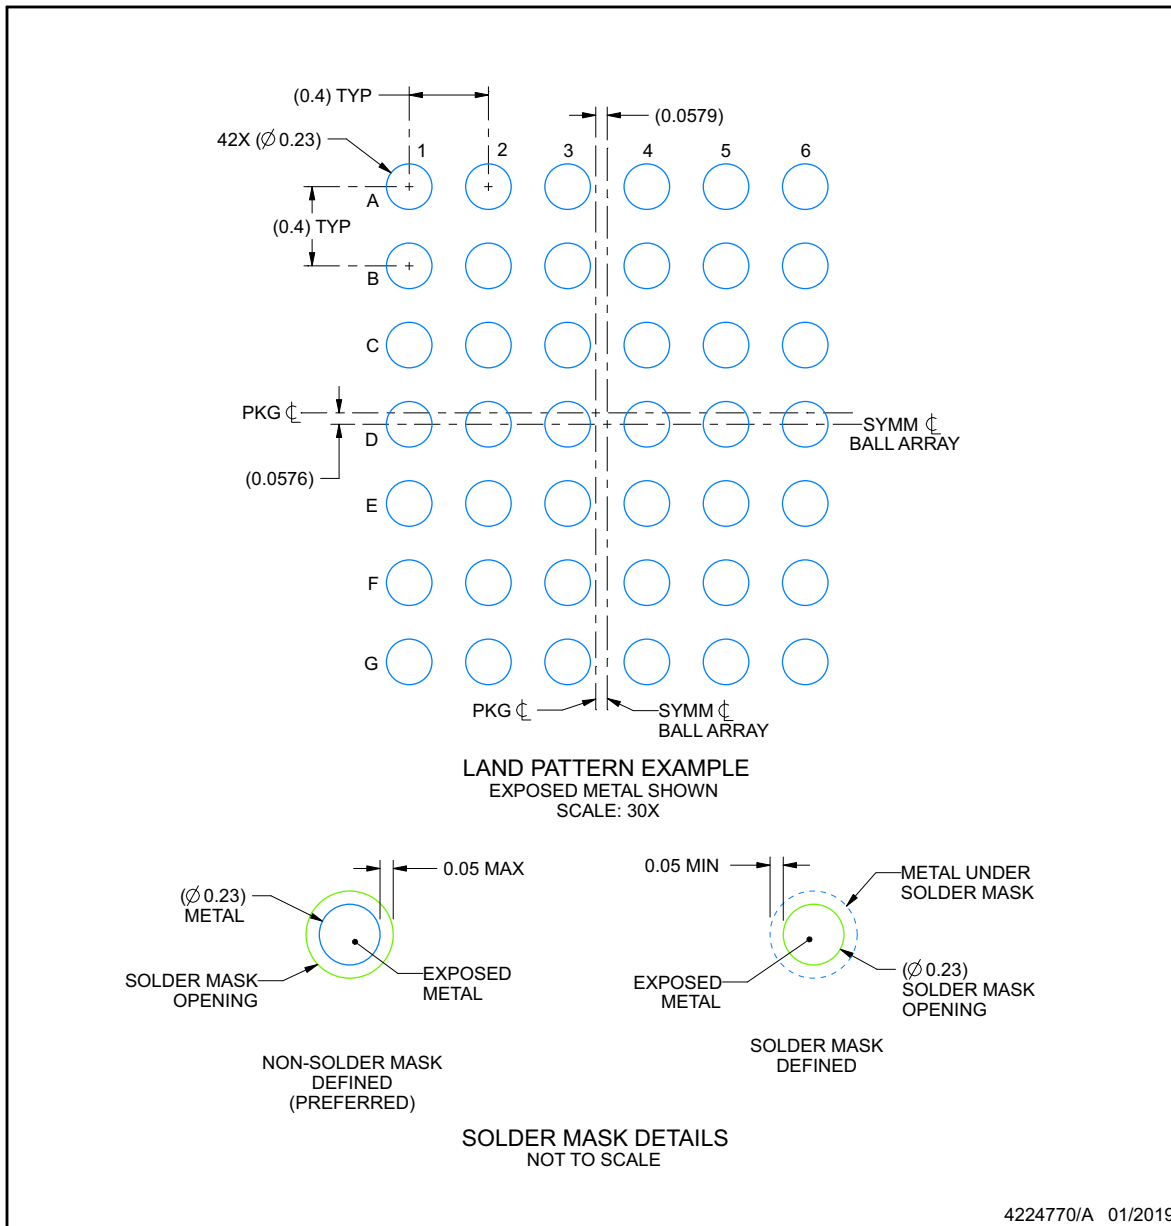 (0.4) TYP
(0.0579)
42X (∅ 0.23)
1 2 3 4 5 6
A
(0.4) TYP
B
C
PKG ℄
D
SYMM ℄
BALL ARRAY
(0.0576)
E
F
G
PKG ℄
SYMM ℄
BALL ARRAY
LAND PATTERN EXAMPLE
EXPOSED METAL SHOWN
SCALE: 30X
0.05 MAX
(∅ 0.23)
METAL
SOLDER MASK
OPENING
EXPOSED
METAL
NON-SOLDER MASK
DEFINED
(PREFERRED)
0.05 MIN
METAL UNDER
SOLDER MASK
EXPOSED
METAL
(∅ 0.23)
SOLDER MASK
OPENING
SOLDER MASK
DEFINED
SOLDER MASK DETAILS
NOT TO SCALE
4224770/A 01/2019